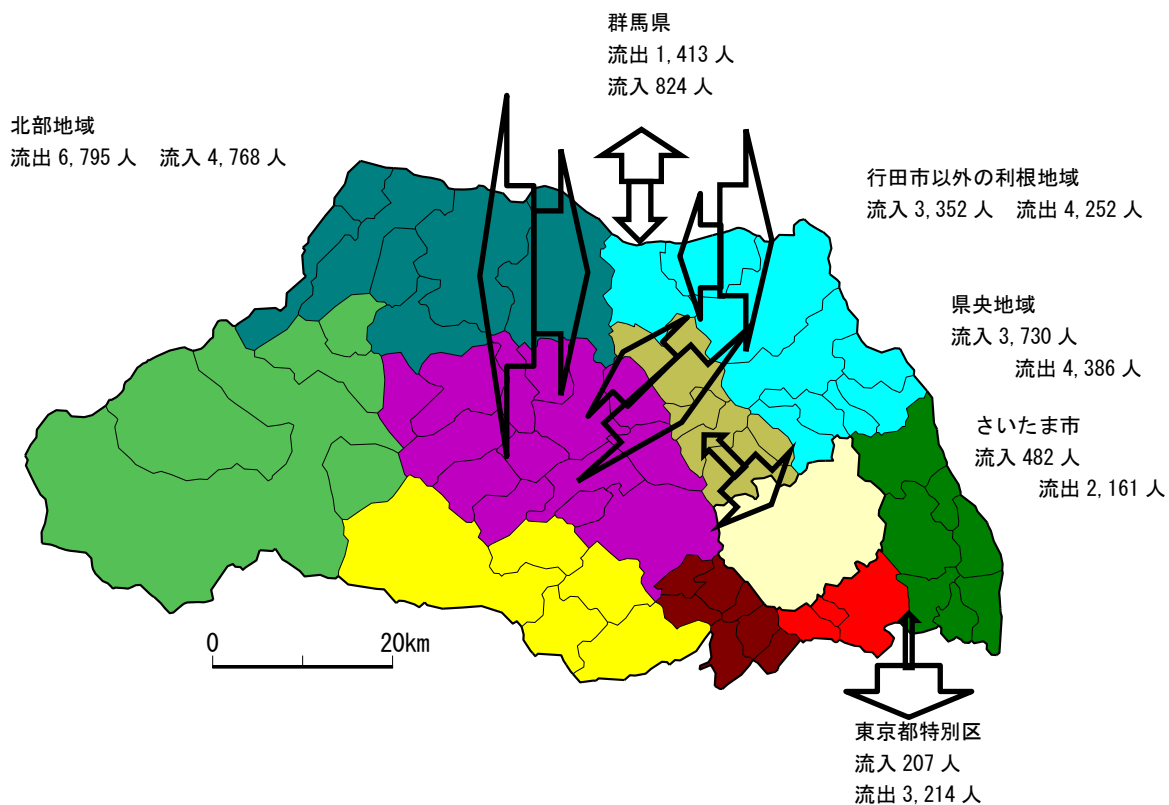 群馬県
流出 1,413 人
流入 824 人
北部地域
流出 6,795 人　流入 4,768 人
行田市以外の利根地域
流入 3,352 人　流出 4,252 人
県央地域
流入 3,730 人
流出 4,386 人
さいたま市
流入 482 人
流出 2,161 人
0　20km
東京都特別区
流入 207 人
流出 3,214 人